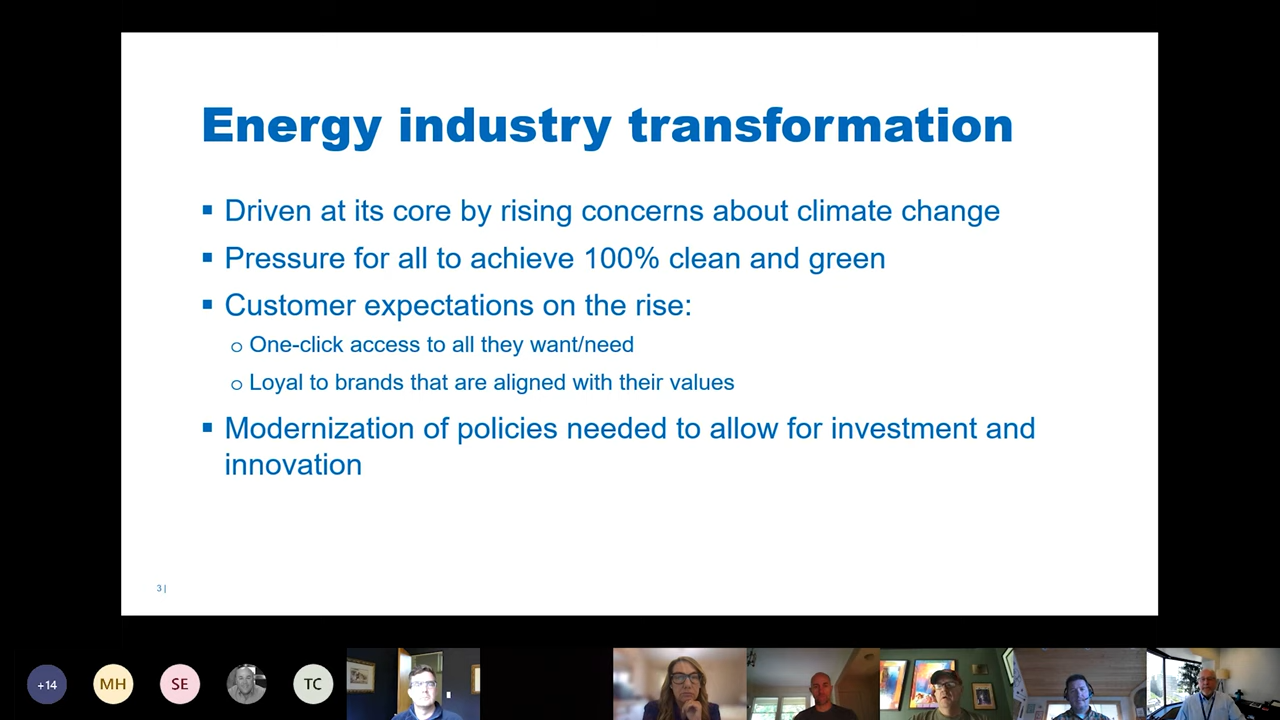 Energy industry transformation
▪ Driven at its core by rising concerns about climate change
▪ Pressure for all to achieve 100% clean and green
▪ Customer expectations on the rise:
o One-click access to all they want/need
o Loyal to brands that are aligned with their values
▪ Modernization of policies needed to allow for investment and
innovation
3 |
+14
MH
SE
TC